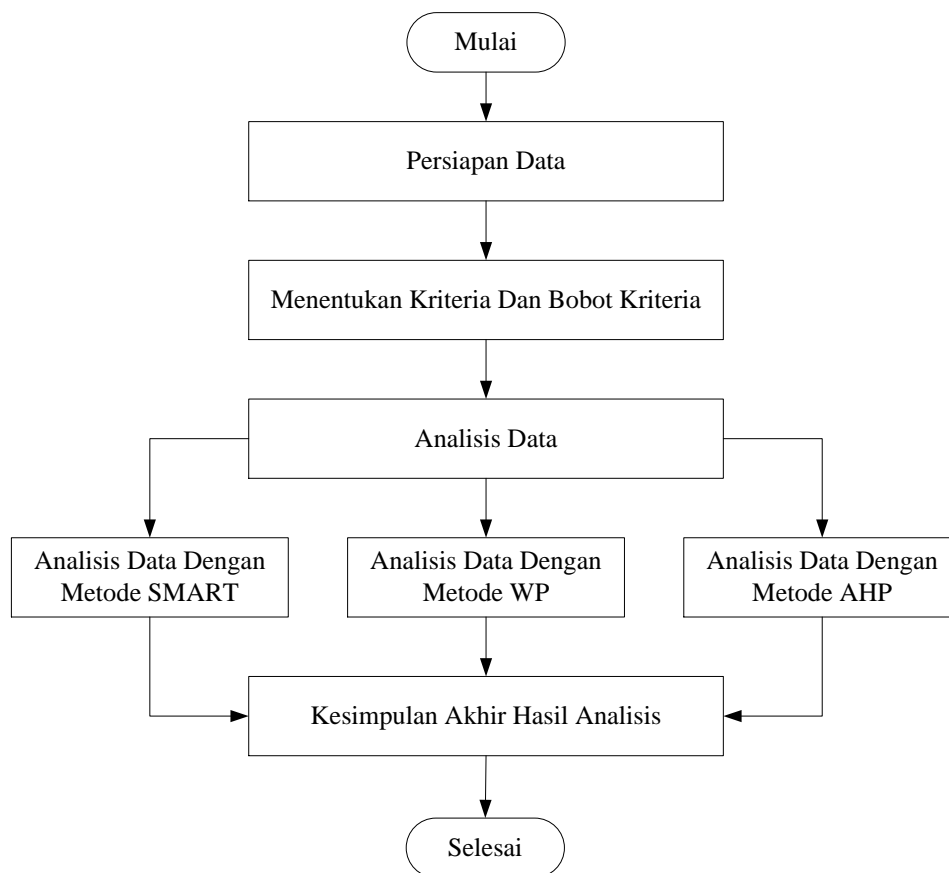 Mulai
Persiapan Data
Menentukan Kriteria Dan Bobot Kriteria
Analisis Data
Analisis Data Dengan
Metode SMART
Analisis Data Dengan
Metode WP
Analisis Data Dengan
Metode AHP
Kesimpulan Akhir Hasil Analisis
Selesai